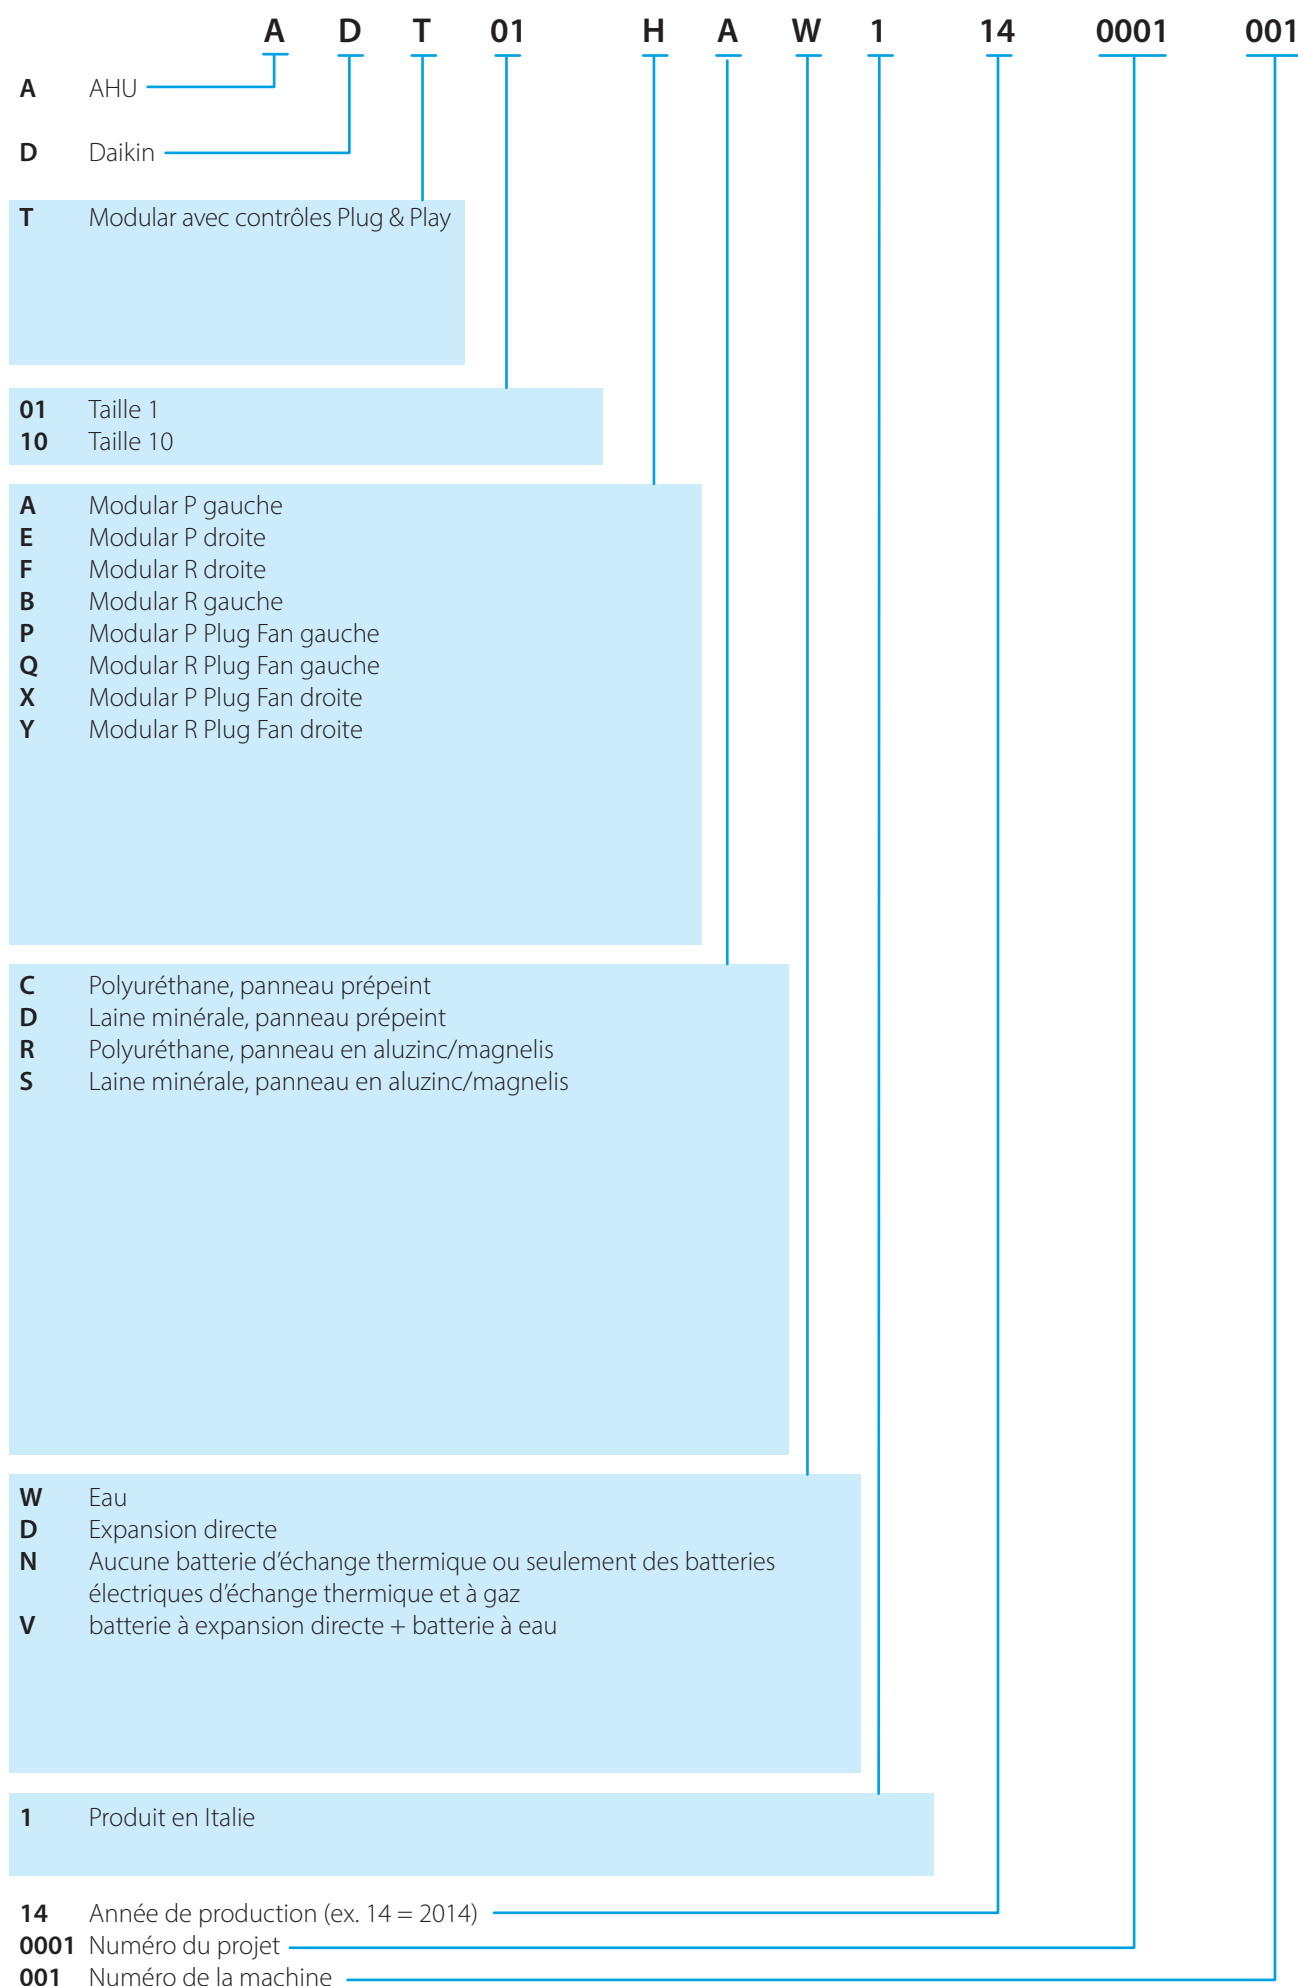 A D T 01 H A W 1 14 0001 001
A AHU
D Daikin
T Modular avec contrôles Plug & Play
01 Taille 1
10 Taille 10
A Modular P gauche
E Modular P droite
F Modular R droite
B Modular R gauche
P Modular P Plug Fan gauche
Q Modular R Plug Fan gauche
X Modular P Plug Fan droite
Y Modular R Plug Fan droite
C Polyuréthane, panneau prépeint
D Laine minérale, panneau prépeint
R Polyuréthane, panneau en aluzinc/magnelis
S Laine minérale, panneau en aluzinc/magnelis
W Eau
D Expansion directe
N Aucune batterie d’échange thermique ou seulement des batteries
électriques d’échange thermique et à gaz
V batterie à expansion directe + batterie à eau
1 Produit en Italie
14 Année de production (ex. 14 = 2014)
0001 Numéro du projet
001 Numéro de la machine